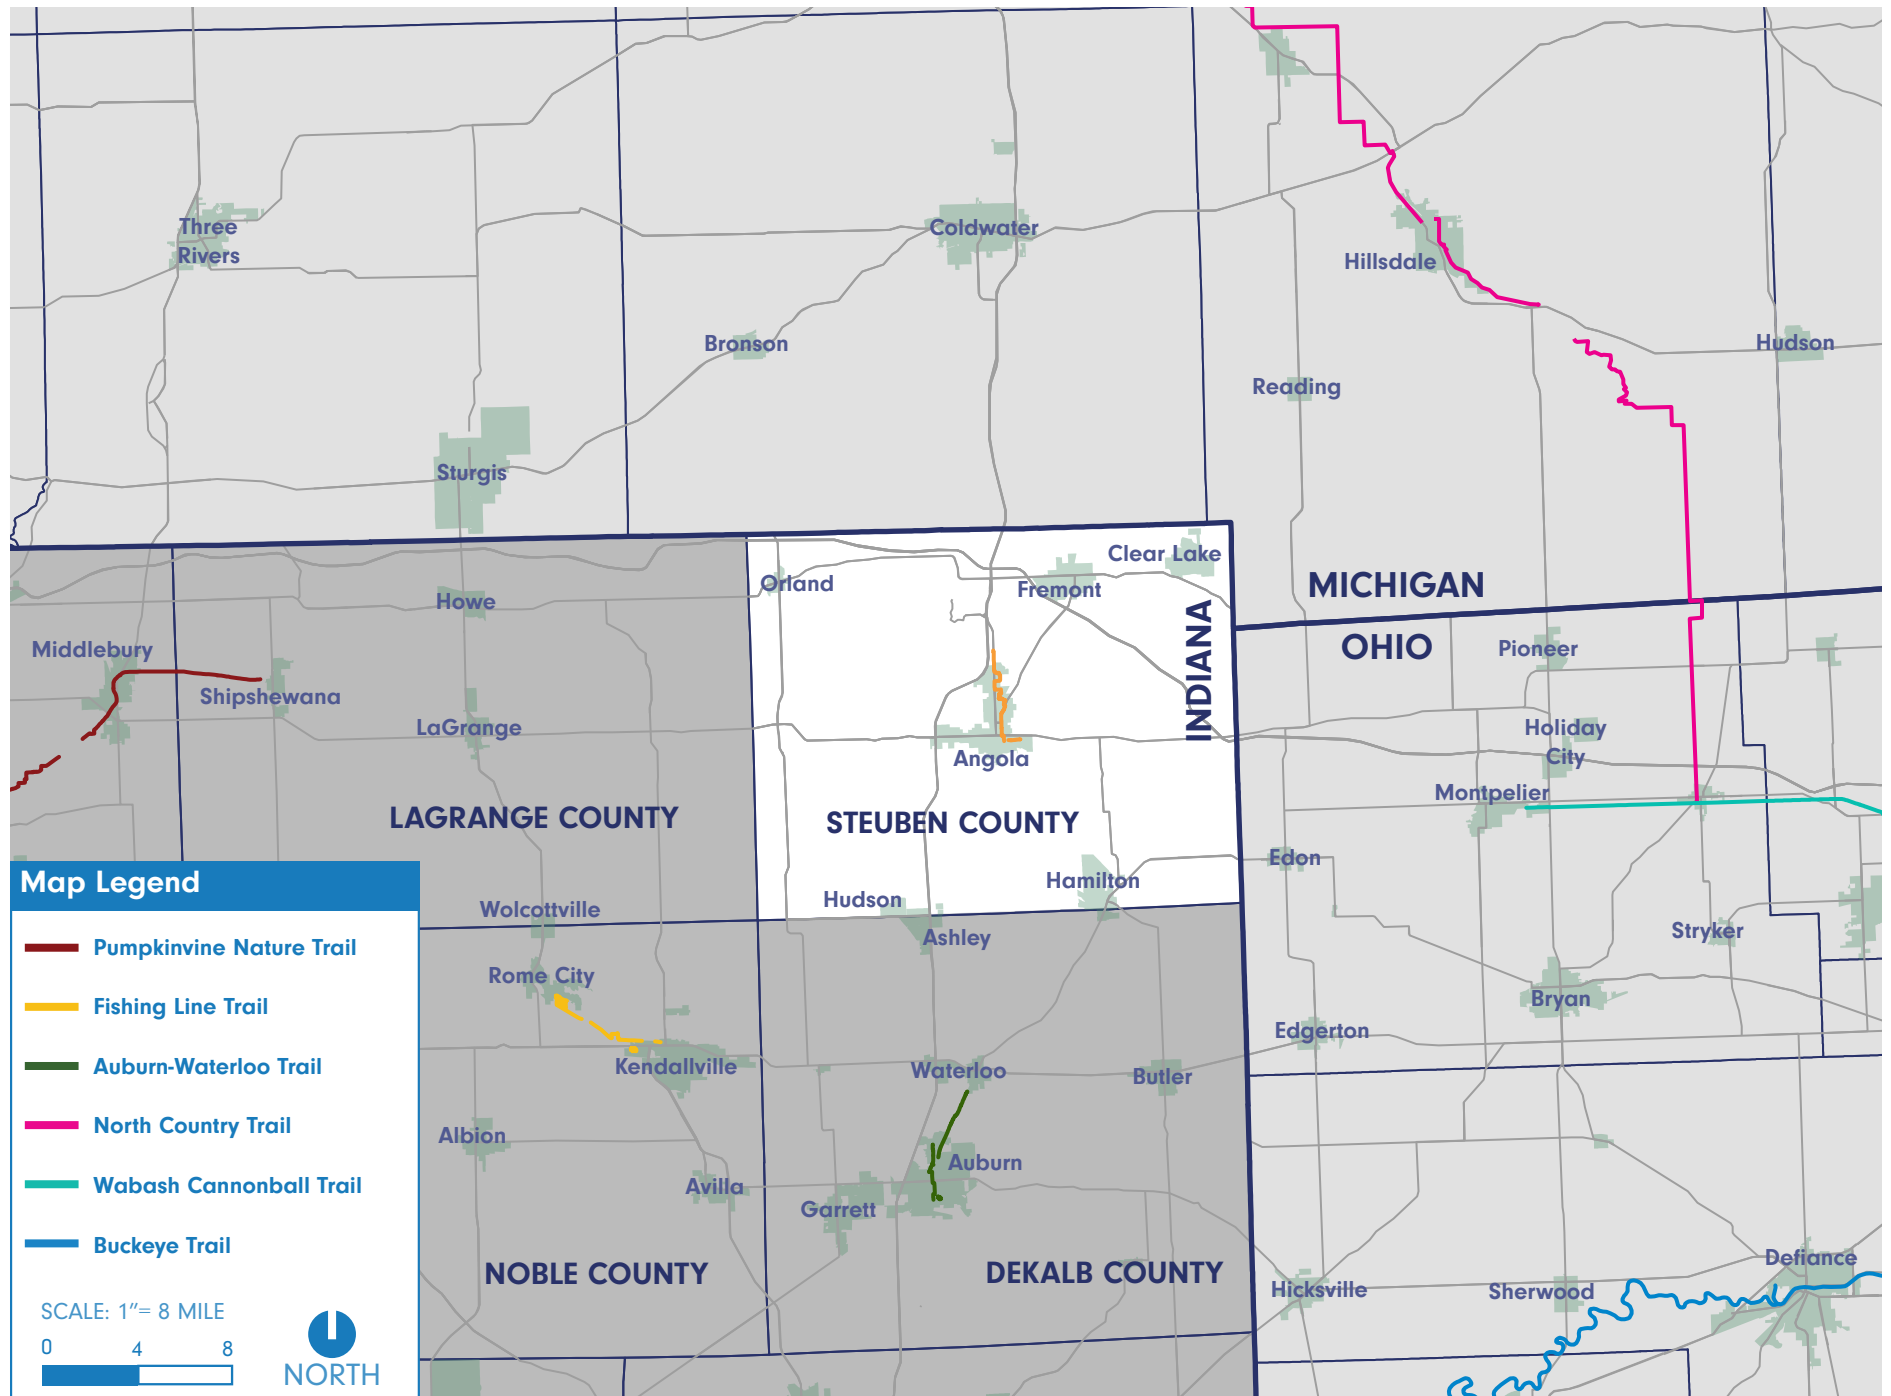 Three
Rivers
Coldwater
Hillsdale
Bronson
Hudson
Reading
Sturgis
Clear Lake
Orland
Fremont
MICHIGAN
Howe
INDIANA
OHIO
Middlebury
Pioneer
Shipshewana
LaGrange
Holiday
City
Angola
Montpelier
LAGRANGE COUNTY
STEUBEN COUNTY
Edon
Hamilton
Hudson
Wolcottville
Ashley
Stryker
Rome City
Bryan
Edgerton
Kendallville
Waterloo
Butler
Albion
Auburn
Avilla
Garrett
NOBLE COUNTY
DEKALB COUNTY
Defiance
Hicksville
Sherwood
Map Legend
Pumpkinvine Nature Trail
Fishing Line Trail
Auburn-Waterloo Trail
North Country Trail
Wabash Cannonball Trail
Buckeye Trail
SCALE: 1″= 8 MILE
0 4 8
NORTH